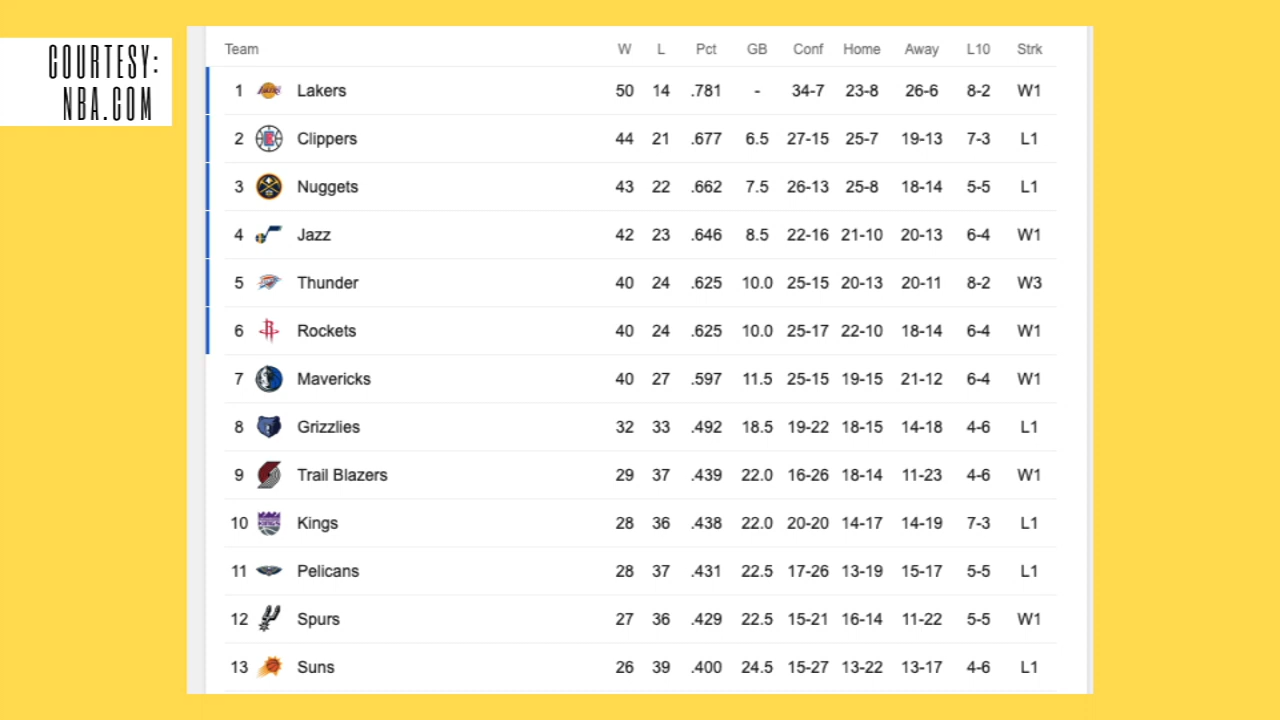 COURTESY:
NBA.COM
Team W L Pct GB Conf Home Away L10 Strk
1 Lakers 50 14 .781 - 34-7 23-8 26-6 8-2 W1
2 Clippers 44 21 .677 6.5 27-15 25-7 19-13 7-3 L1
3 Nuggets 43 22 .662 7.5 26-13 25-8 18-14 5-5 L1
4 Jazz 42 23 .646 8.5 22-16 21-10 20-13 6-4 W1
5 Thunder 40 24 .625 10.0 25-15 20-13 20-11 8-2 W3
6 Rockets 40 24 .625 10.0 25-17 22-10 18-14 6-4 W1
7 Mavericks 40 27 .597 11.5 25-15 19-15 21-12 6-4 W1
8 Grizzlies 32 33 .492 18.5 19-22 18-15 14-18 4-6 L1
9 Trail Blazers 29 37 .439 22.0 16-26 18-14 11-23 4-6 W1
10 Kings 28 36 .438 22.0 20-20 14-17 14-19 7-3 L1
11 Pelicans 28 37 .431 22.5 17-26 13-19 15-17 5-5 L1
12 Spurs 27 36 .429 22.5 15-21 16-14 11-22 5-5 W1
13 Suns 26 39 .400 24.5 15-27 13-22 13-17 4-6 L1